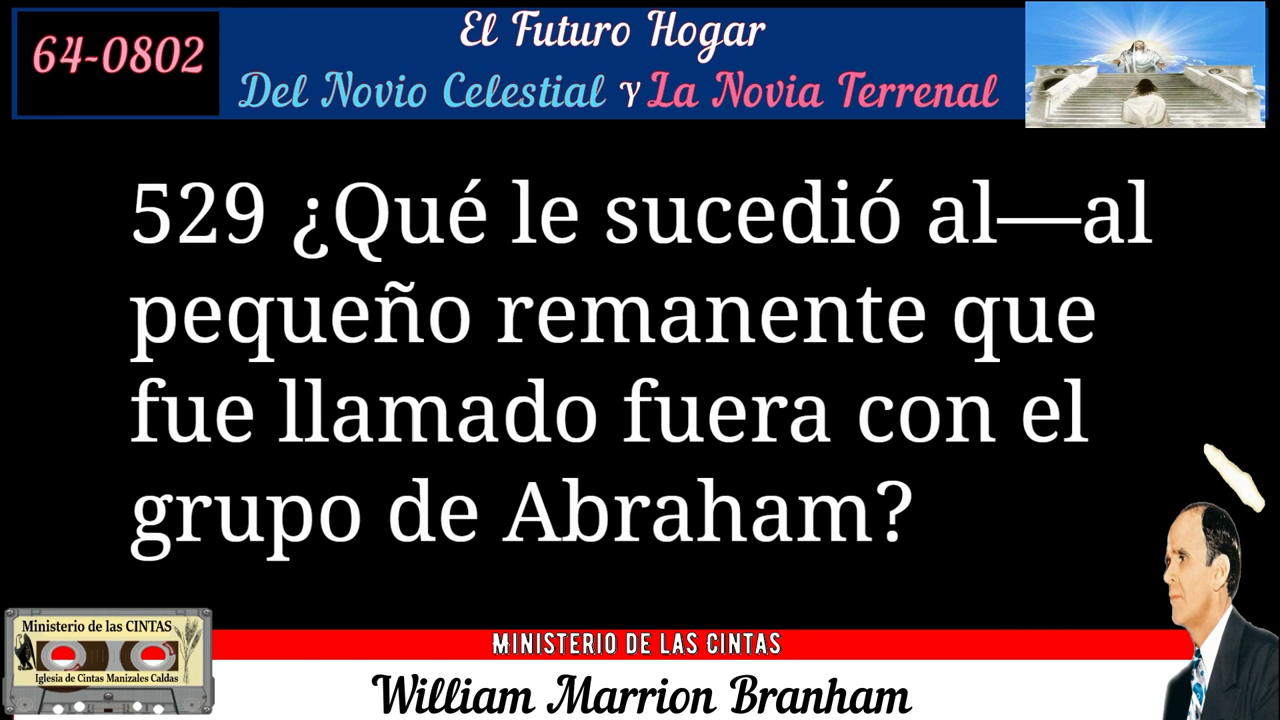 64-0802
El Futuro Hogar
Del Novio Celestial Y La Novia Terrenal
529 ¿Qué le sucedió al—al
pequeño remanente que
fue llamado fuera con el
grupo de Abraham?
Ministerio de las CINTAS
Iglesia de Cintas Manizales Caldas
MINISTERIO DE LAS CINTAS
William Marrion Branham